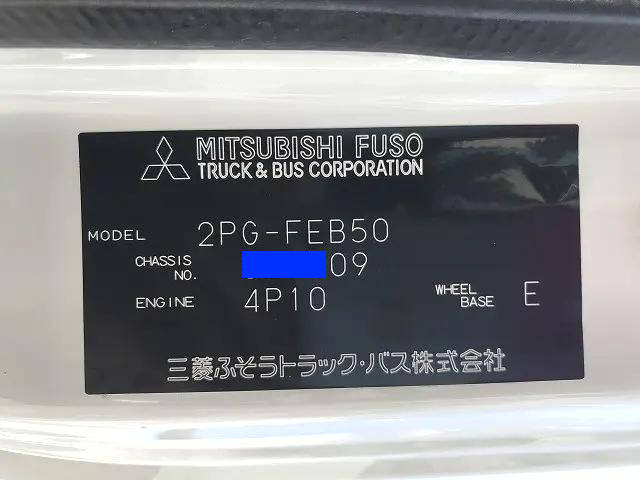 MITSUBISHI FUSO
TRUCK & BUS CORPORATION
MODEL 2PG-FEB50
CHASSIS NO. 09
ENGINE 4P10 WHEEL BASE E
三菱ふそうトラック・バス株式会社